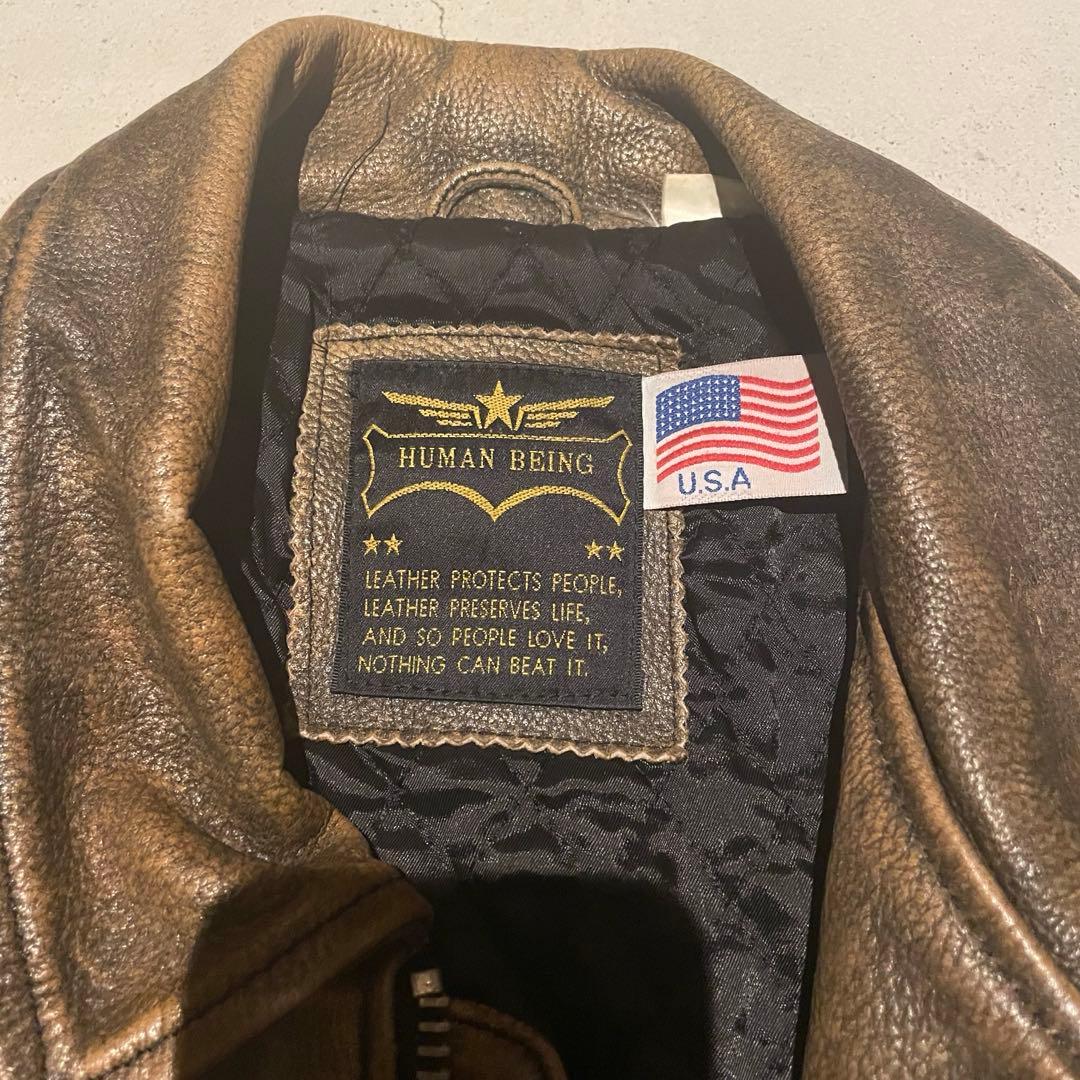 HUMAN BEING
U.S.A
LEATHER PROTECTS PEOPLE,
LEATHER PRESERVES LIFE,
AND SO PEOPLE LOVE IT,
NOTHING CAN BEAT IT.